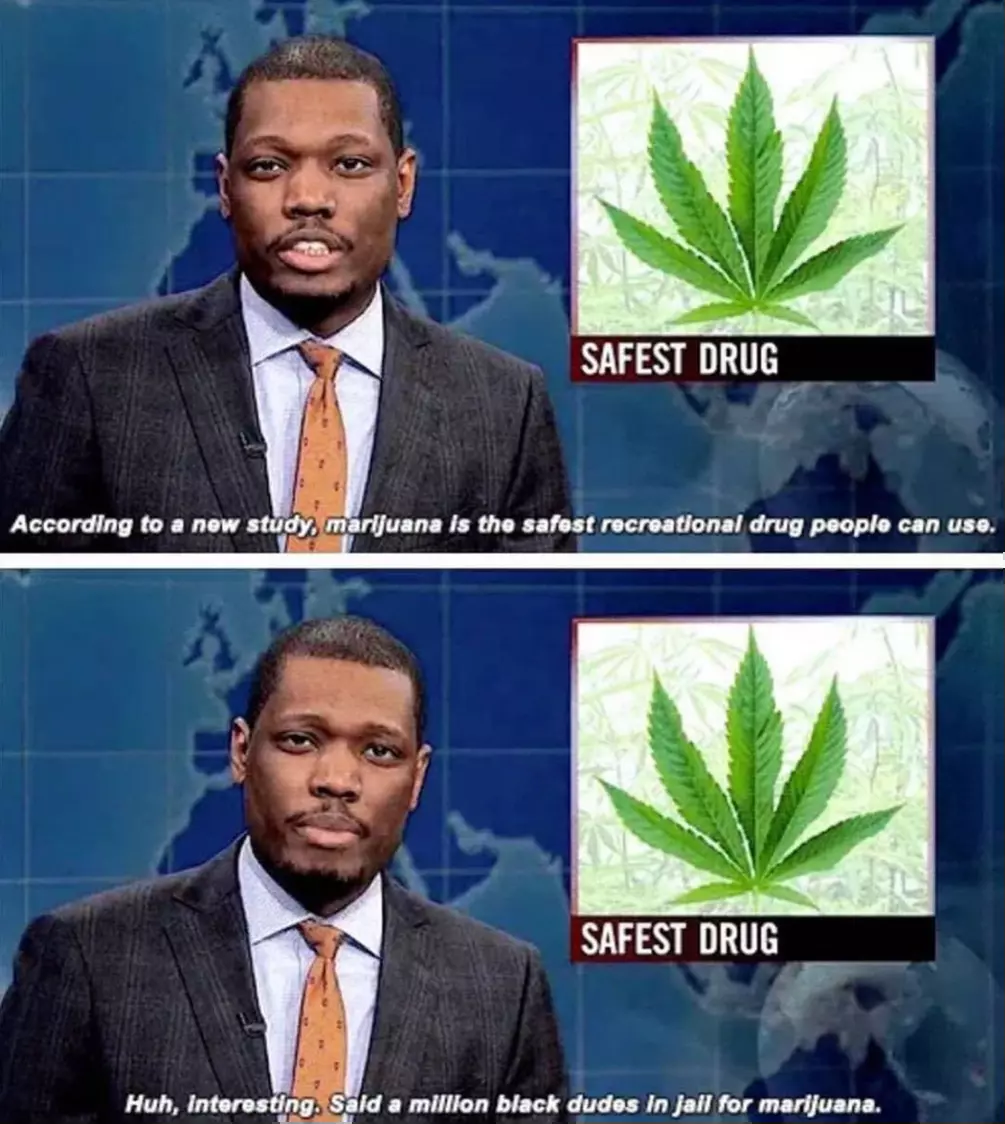 SAFEST DRUG
According to a new study, marijuana is the safest recreational drug people can use.
SAFEST DRUG
Huh, interesting. Said a million black dudes in jail for marijuana.